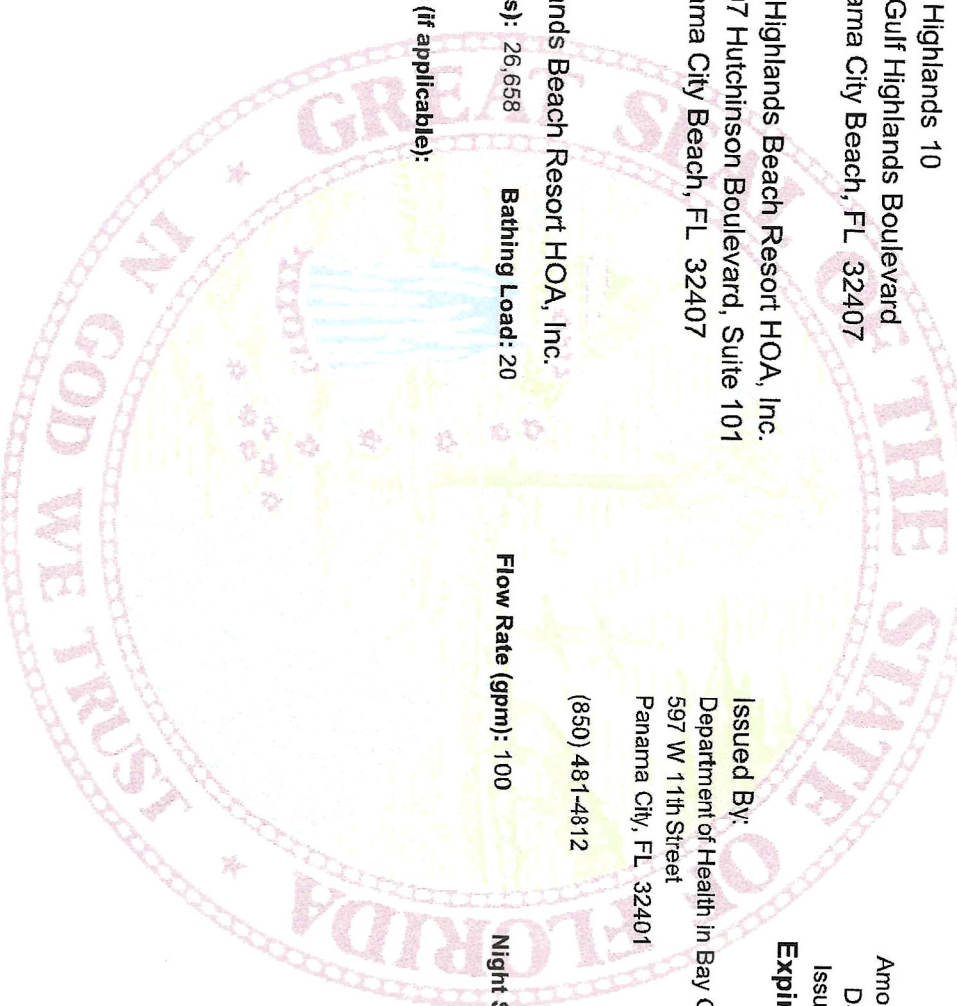 Highlands 10
Gulf Highlands Boulevard
ama City Beach, FL 32407
Highlands Beach Resort HOA, Inc.
7 Hutchinson Boulevard, Suite 101
ama City Beach, FL 32407
Amo
D
Issu
Expi
Issued By:
Department of Health in Bay C
597 W 11th Street
Panama City, FL 32401
(850) 481-4812
nds Beach Resort HOA, Inc.
s): 26,658 Bathing Load: 20 Flow Rate (gpm): 100 Night S
(if applicable):
GREAT SEAL OF THE STATE OF FLORIDA
IN GOD WE TRUST